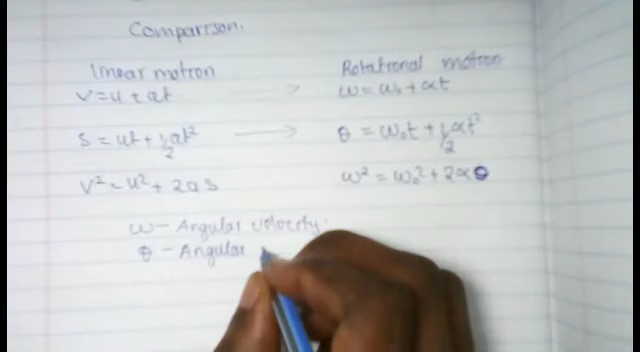 Comparison.
linear motion Rotational motion
v = u + at → ω = ω₀ + αt
s = ut + ½at² → θ = ω₀t + ½αt²
v² = u² + 2as ω² = ω₀² + 2αθ
ω – Angular velocity.
θ – Angular